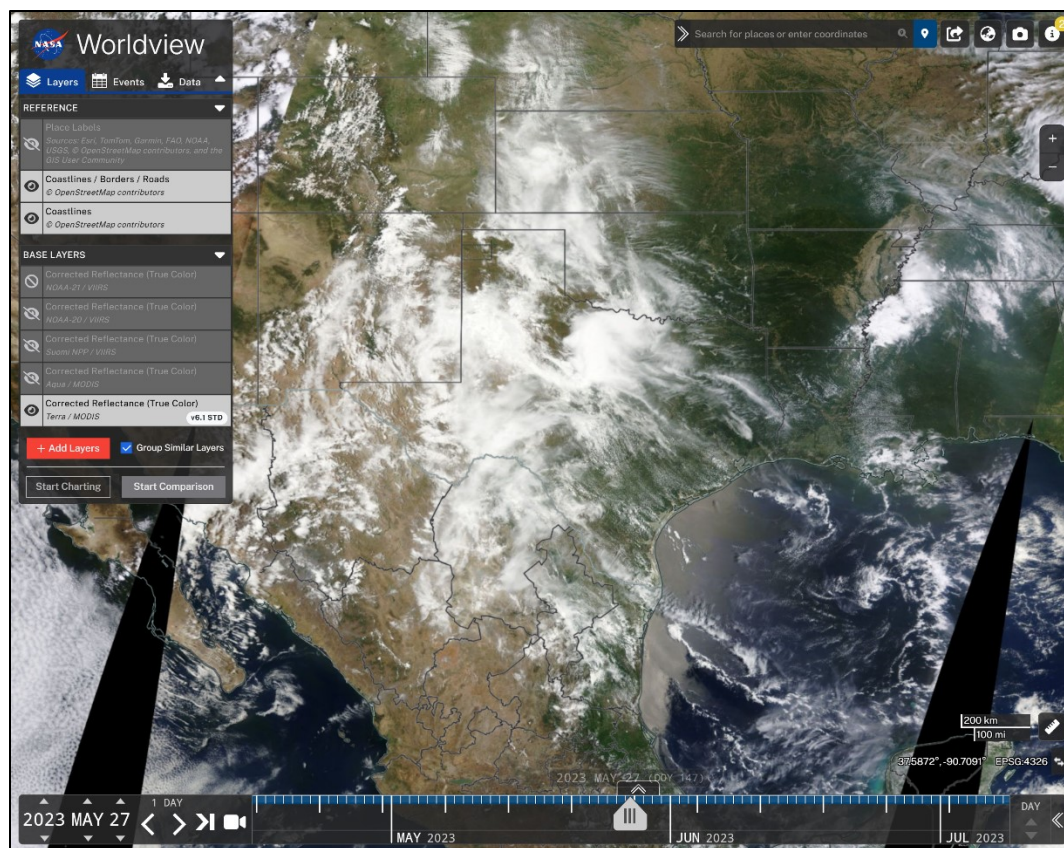 NASA
Worldview
Layers
Events
Data
REFERENCE
Place Labels
Sources: Esri, TomTom, Garmin, FAO, NOAA,
USGS, © OpenStreetMap contributors, and the
GIS User Community
Coastlines / Borders / Roads
© OpenStreetMap contributors
Coastlines
© OpenStreetMap contributors
BASE LAYERS
Corrected Reflectance (True Color)
NOAA-21 / VIIRS
Corrected Reflectance (True Color)
NOAA-20 / VIIRS
Corrected Reflectance (True Color)
Suomi NPP / VIIRS
Corrected Reflectance (True Color)
Aqua / MODIS
Corrected Reflectance (True Color)
Terra / MODIS
v6.1 STD
+ Add Layers
Group Similar Layers
Start Charting
Start Comparison
Search for places or enter coordinates
+
−
200 km
100 mi
37.5872°, -90.7091° EPSG:4326
2023 MAY 27 (DOY 147)
2023 MAY 27
1 DAY
MAY 2023
JUN 2023
JUL 2023
DAY